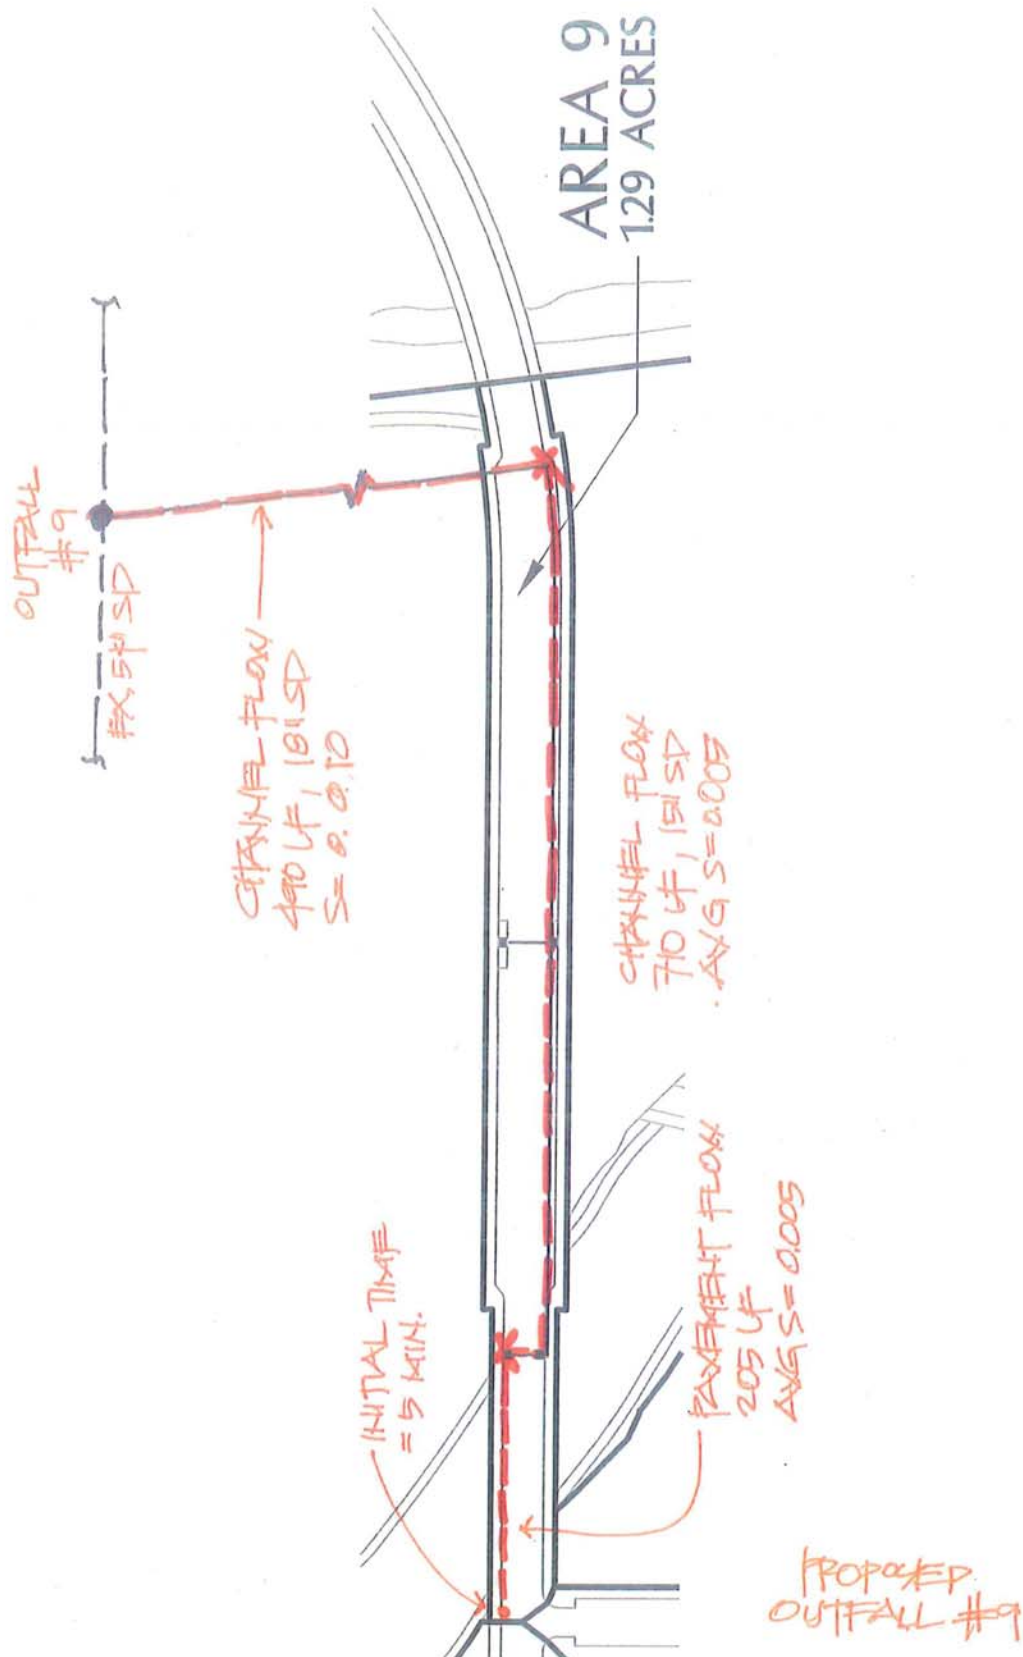 AREA 9
1.29 ACRES
OUTFALL
#9
EX. 54" SD
CHANNEL FLOW
490 LF, 18" SD
S= 0.010
CHANNEL FLOW
710 LF, 15" SD
AVG S=0.005
INITIAL TIME
= 5 MIN.
PAVEMENT FLOW
205 LF
AVG S= 0.005
PROPOSED
OUTFALL #9